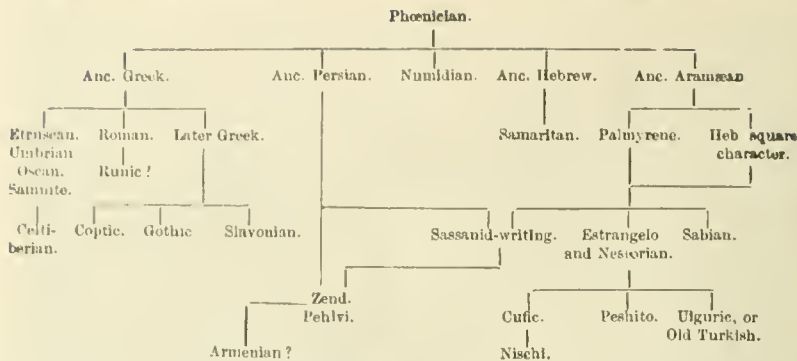 Phœnician.
Anc. Greek. Anc. Persian. Numidian. Anc. Hebrew. Anc. Aramæan
Etruscan. Roman. Later Greek. Samaritan. Palmyrene. Heb square
Umbrian character.
Oscan. Runic?
Samnite.
Celti- Coptic. Gothic Slavonian. Sassanid-writing. Estrangelo Sabian.
berian. and Nestorian.
Zend.
Pehlvi. Cufic. Peshito. Uiguric, or
Old Turkish.
Armenian? Nischi.